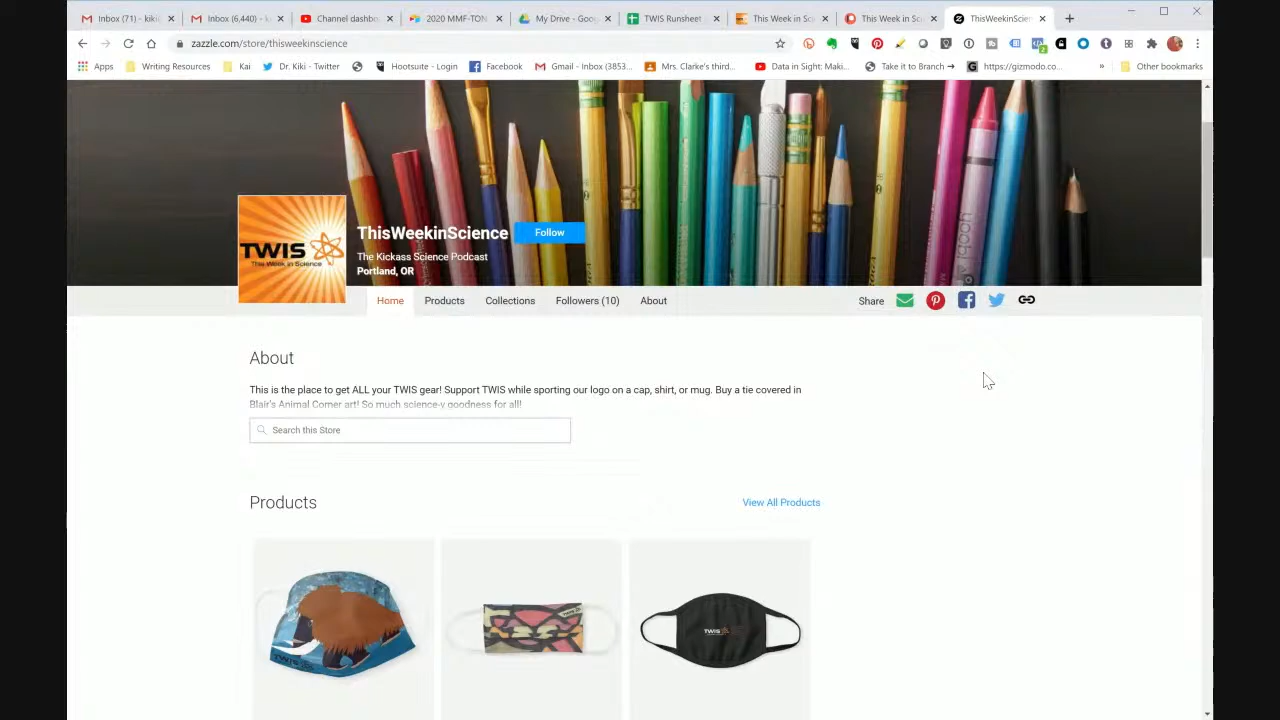 Inbox (71) - kiki
Inbox (6,440) - k
Channel dashbo
2020 MMF-TON
My Drive - Goog
TWIS Runsheet
This Week in Sc
This Week in Sc
ThisWeekinScien
zazzle.com/store/thisweekinscience
Apps
Writing Resources
Kai
Dr. Kiki - Twitter
Hootsuite - Login
Facebook
Gmail - Inbox (3853...
Mrs. Clarke's third...
Data in Sight: Maki...
Take it to Branch →
https://gizmodo.co...
»
Other bookmarks
TWIS
This Week in Science
ThisWeekinScience
Follow
The Kickass Science Podcast
Portland, OR
Home
Products
Collections
Followers (10)
About
Share
About
This is the place to get ALL your TWIS gear! Support TWIS while sporting our logo on a cap, shirt, or mug. Buy a tie covered in
Blair's Animal Corner art! So much science-y goodness for all!
Search this Store
Products
View All Products
TWIS
TWIS